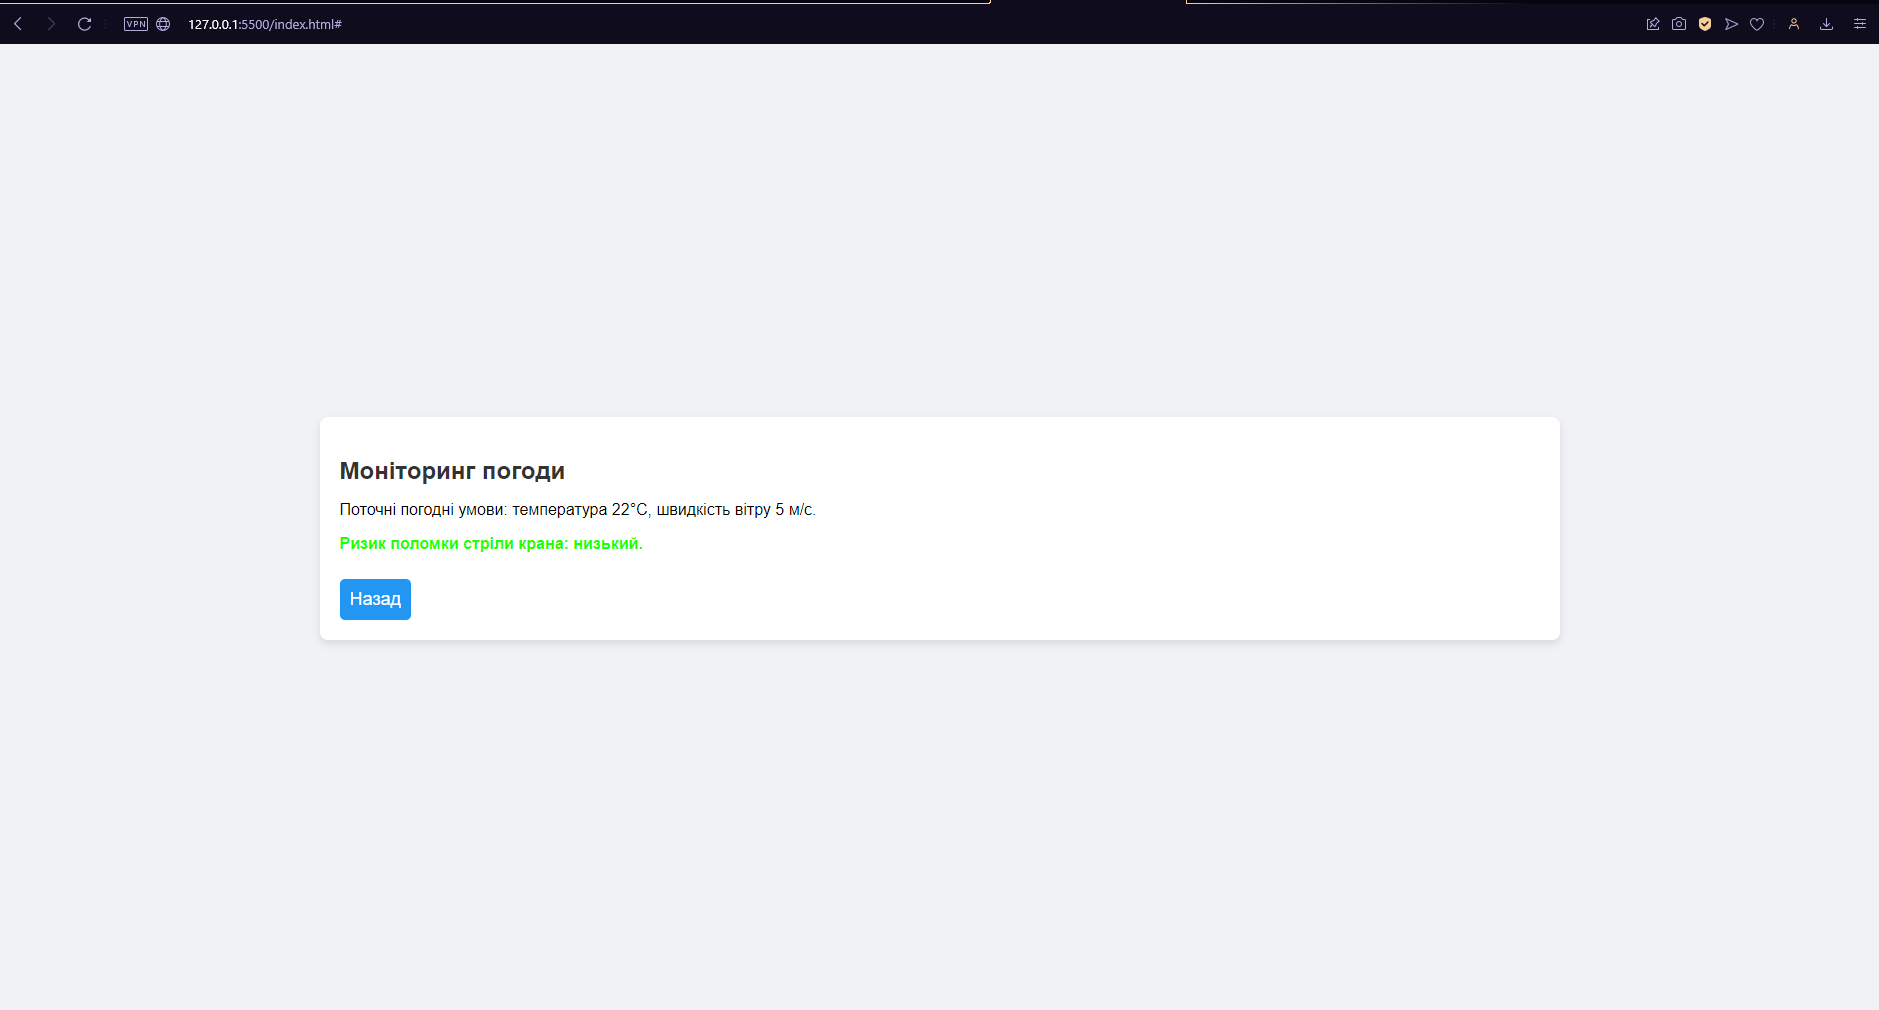 VPN
127.0.0.1:5500/index.html#
Моніторинг погоди
Поточні погодні умови: температура 22°C, швидкість вітру 5 м/с.
Ризик поломки стріли крана: низький.
Назад